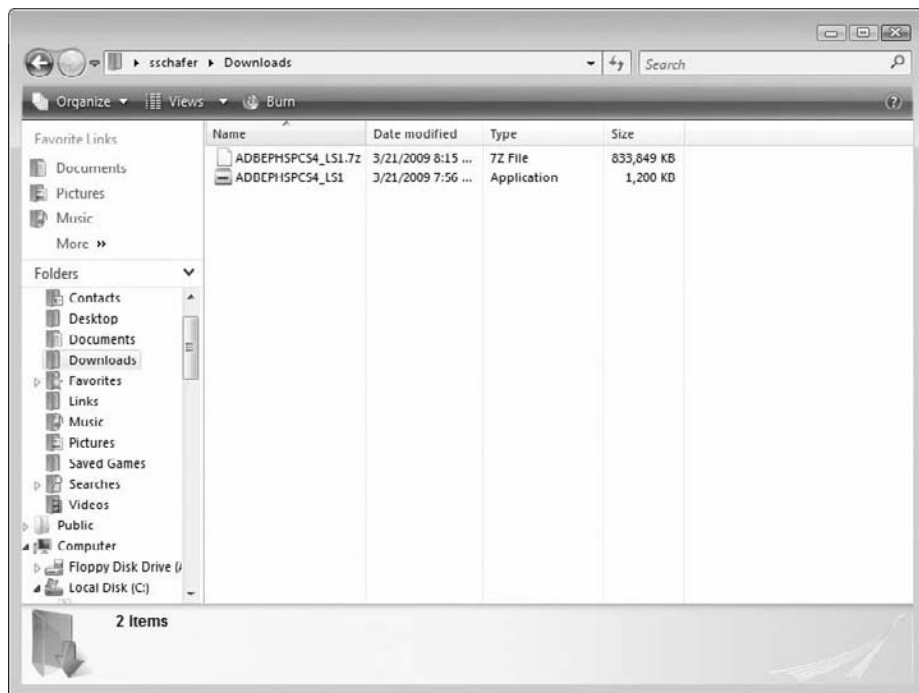 sschafer ▸ Downloads
Search
Organize Views Burn
Favorite Links
Documents
Pictures
Music
More »
Folders
Contacts
Desktop
Documents
Downloads
Favorites
Links
Music
Pictures
Saved Games
Searches
Videos
Public
Computer
Floppy Disk Drive (A
Local Disk (C:)
Name Date modified Type Size
ADBEPHSPCS4_LS1.7z 3/21/2009 8:15 ... 7Z File 833,849 KB
ADBEPHSPCS4_LS1 3/21/2009 7:56 ... Application 1,200 KB
2 Items